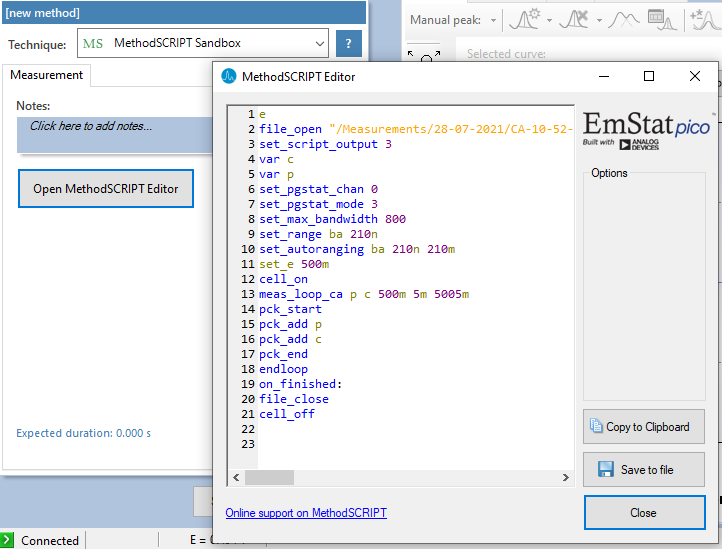 [new method]
Technique: MS MethodSCRIPT Sandbox ?
Measurement
Notes:
Click here to add notes...
Open MethodSCRIPT Editor
Expected duration: 0.000 s
Connected
E =
Manual peak:
Selected curve:
MethodSCRIPT Editor
1 e
2 file_open "/Measurements/28-07-2021/CA-10-52-
3 set_script_output 3
4 var c
5 var p
6 set_pgstat_chan 0
7 set_pgstat_mode 3
8 set_max_bandwidth 800
9 set_range ba 210n
10 set_autoranging ba 210n 210m
11 set_e 500m
12 cell_on
13 meas_loop_ca p c 500m 5m 5005m
14 pck_start
15 pck_add p
16 pck_add c
17 pck_end
18 endloop
19 on_finished:
20 file_close
21 cell_off
22
23
Online support on MethodSCRIPT
EmStat pico™
Built with ANALOG DEVICES
Options
Copy to Clipboard
Save to file
Close